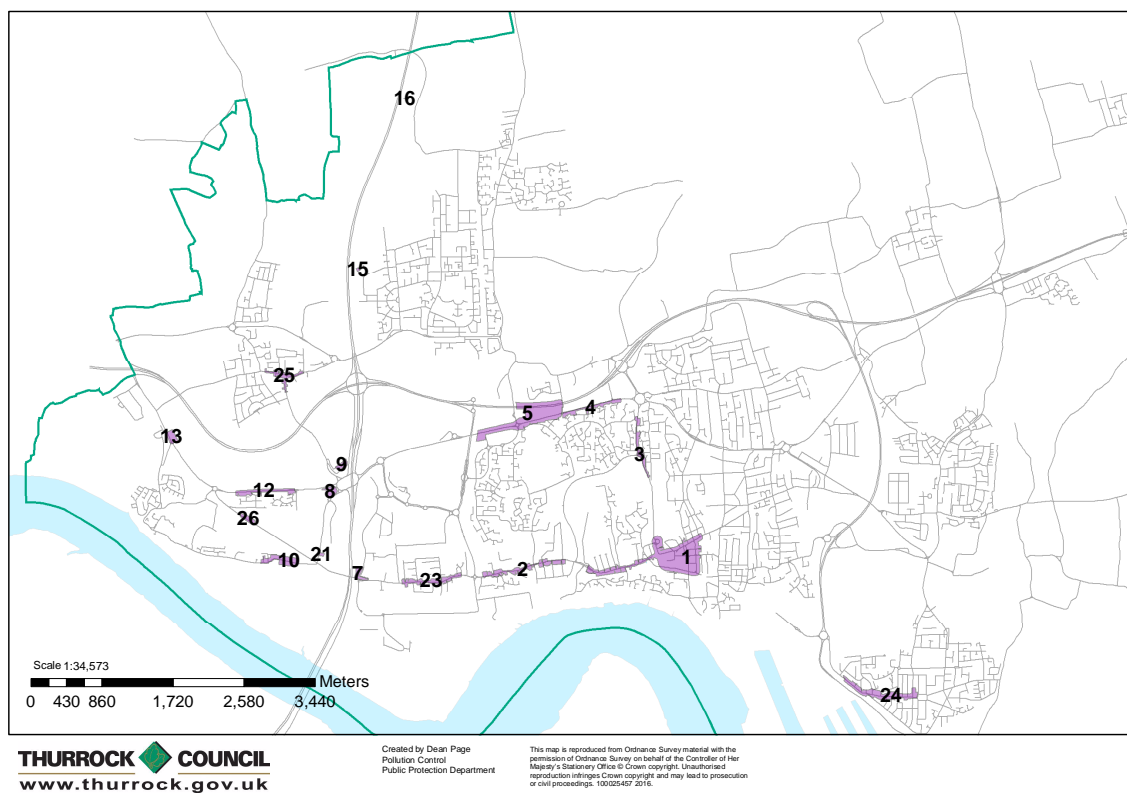 16
15
25
5
4
13
3
9
12
8
26
21
10
7
23
2
1
24
Scale 1:34,573
Meters
0 430 860 1,720 2,580 3,440
THURROCK COUNCIL
www.thurrock.gov.uk
Created by Dean Page
Pollution Control
Public Protection Department
This map is reproduced from Ordnance Survey material with the
permission of Ordnance Survey on behalf of the Controller of Her
Majesty's Stationery Office © Crown copyright. Unauthorised
reproduction infringes Crown copyright and may lead to prosecution
or civil proceedings. 100025457 2016.